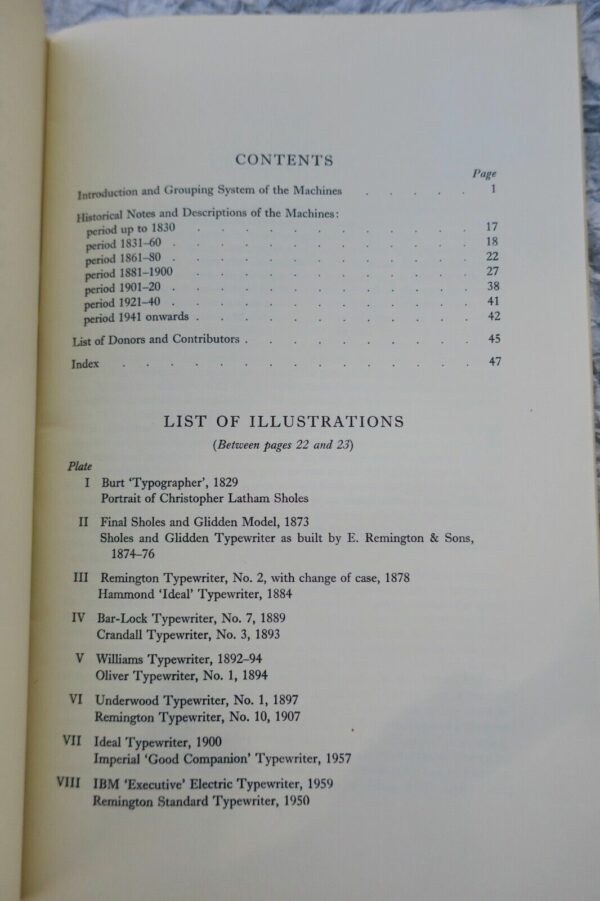 CONTENTS
Page
Introduction and Grouping System of the Machines . . . . . 1
Historical Notes and Descriptions of the Machines:
period up to 1830 . . . . . . . . . . 17
period 1831–60 . . . . . . . . . . . 18
period 1861–80 . . . . . . . . . . . 22
period 1881–1900 . . . . . . . . . . 27
period 1901–20 . . . . . . . . . . . 38
period 1921–40 . . . . . . . . . . . 41
period 1941 onwards . . . . . . . . . . 42
List of Donors and Contributors . . . . . . . . 45
Index . . . . . . . . . . . . 47
LIST OF ILLUSTRATIONS
(Between pages 22 and 23)
Plate
I Burt ‘Typographer’, 1829
Portrait of Christopher Latham Sholes
II Final Sholes and Glidden Model, 1873
Sholes and Glidden Typewriter as built by E. Remington & Sons,
1874–76
III Remington Typewriter, No. 2, with change of case, 1878
Hammond ‘Ideal’ Typewriter, 1884
IV Bar-Lock Typewriter, No. 7, 1889
Crandall Typewriter, No. 3, 1893
V Williams Typewriter, 1892–94
Oliver Typewriter, No. 1, 1894
VI Underwood Typewriter, No. 1, 1897
Remington Typewriter, No. 10, 1907
VII Ideal Typewriter, 1900
Imperial ‘Good Companion’ Typewriter, 1957
VIII IBM ‘Executive’ Electric Typewriter, 1959
Remington Standard Typewriter, 1950